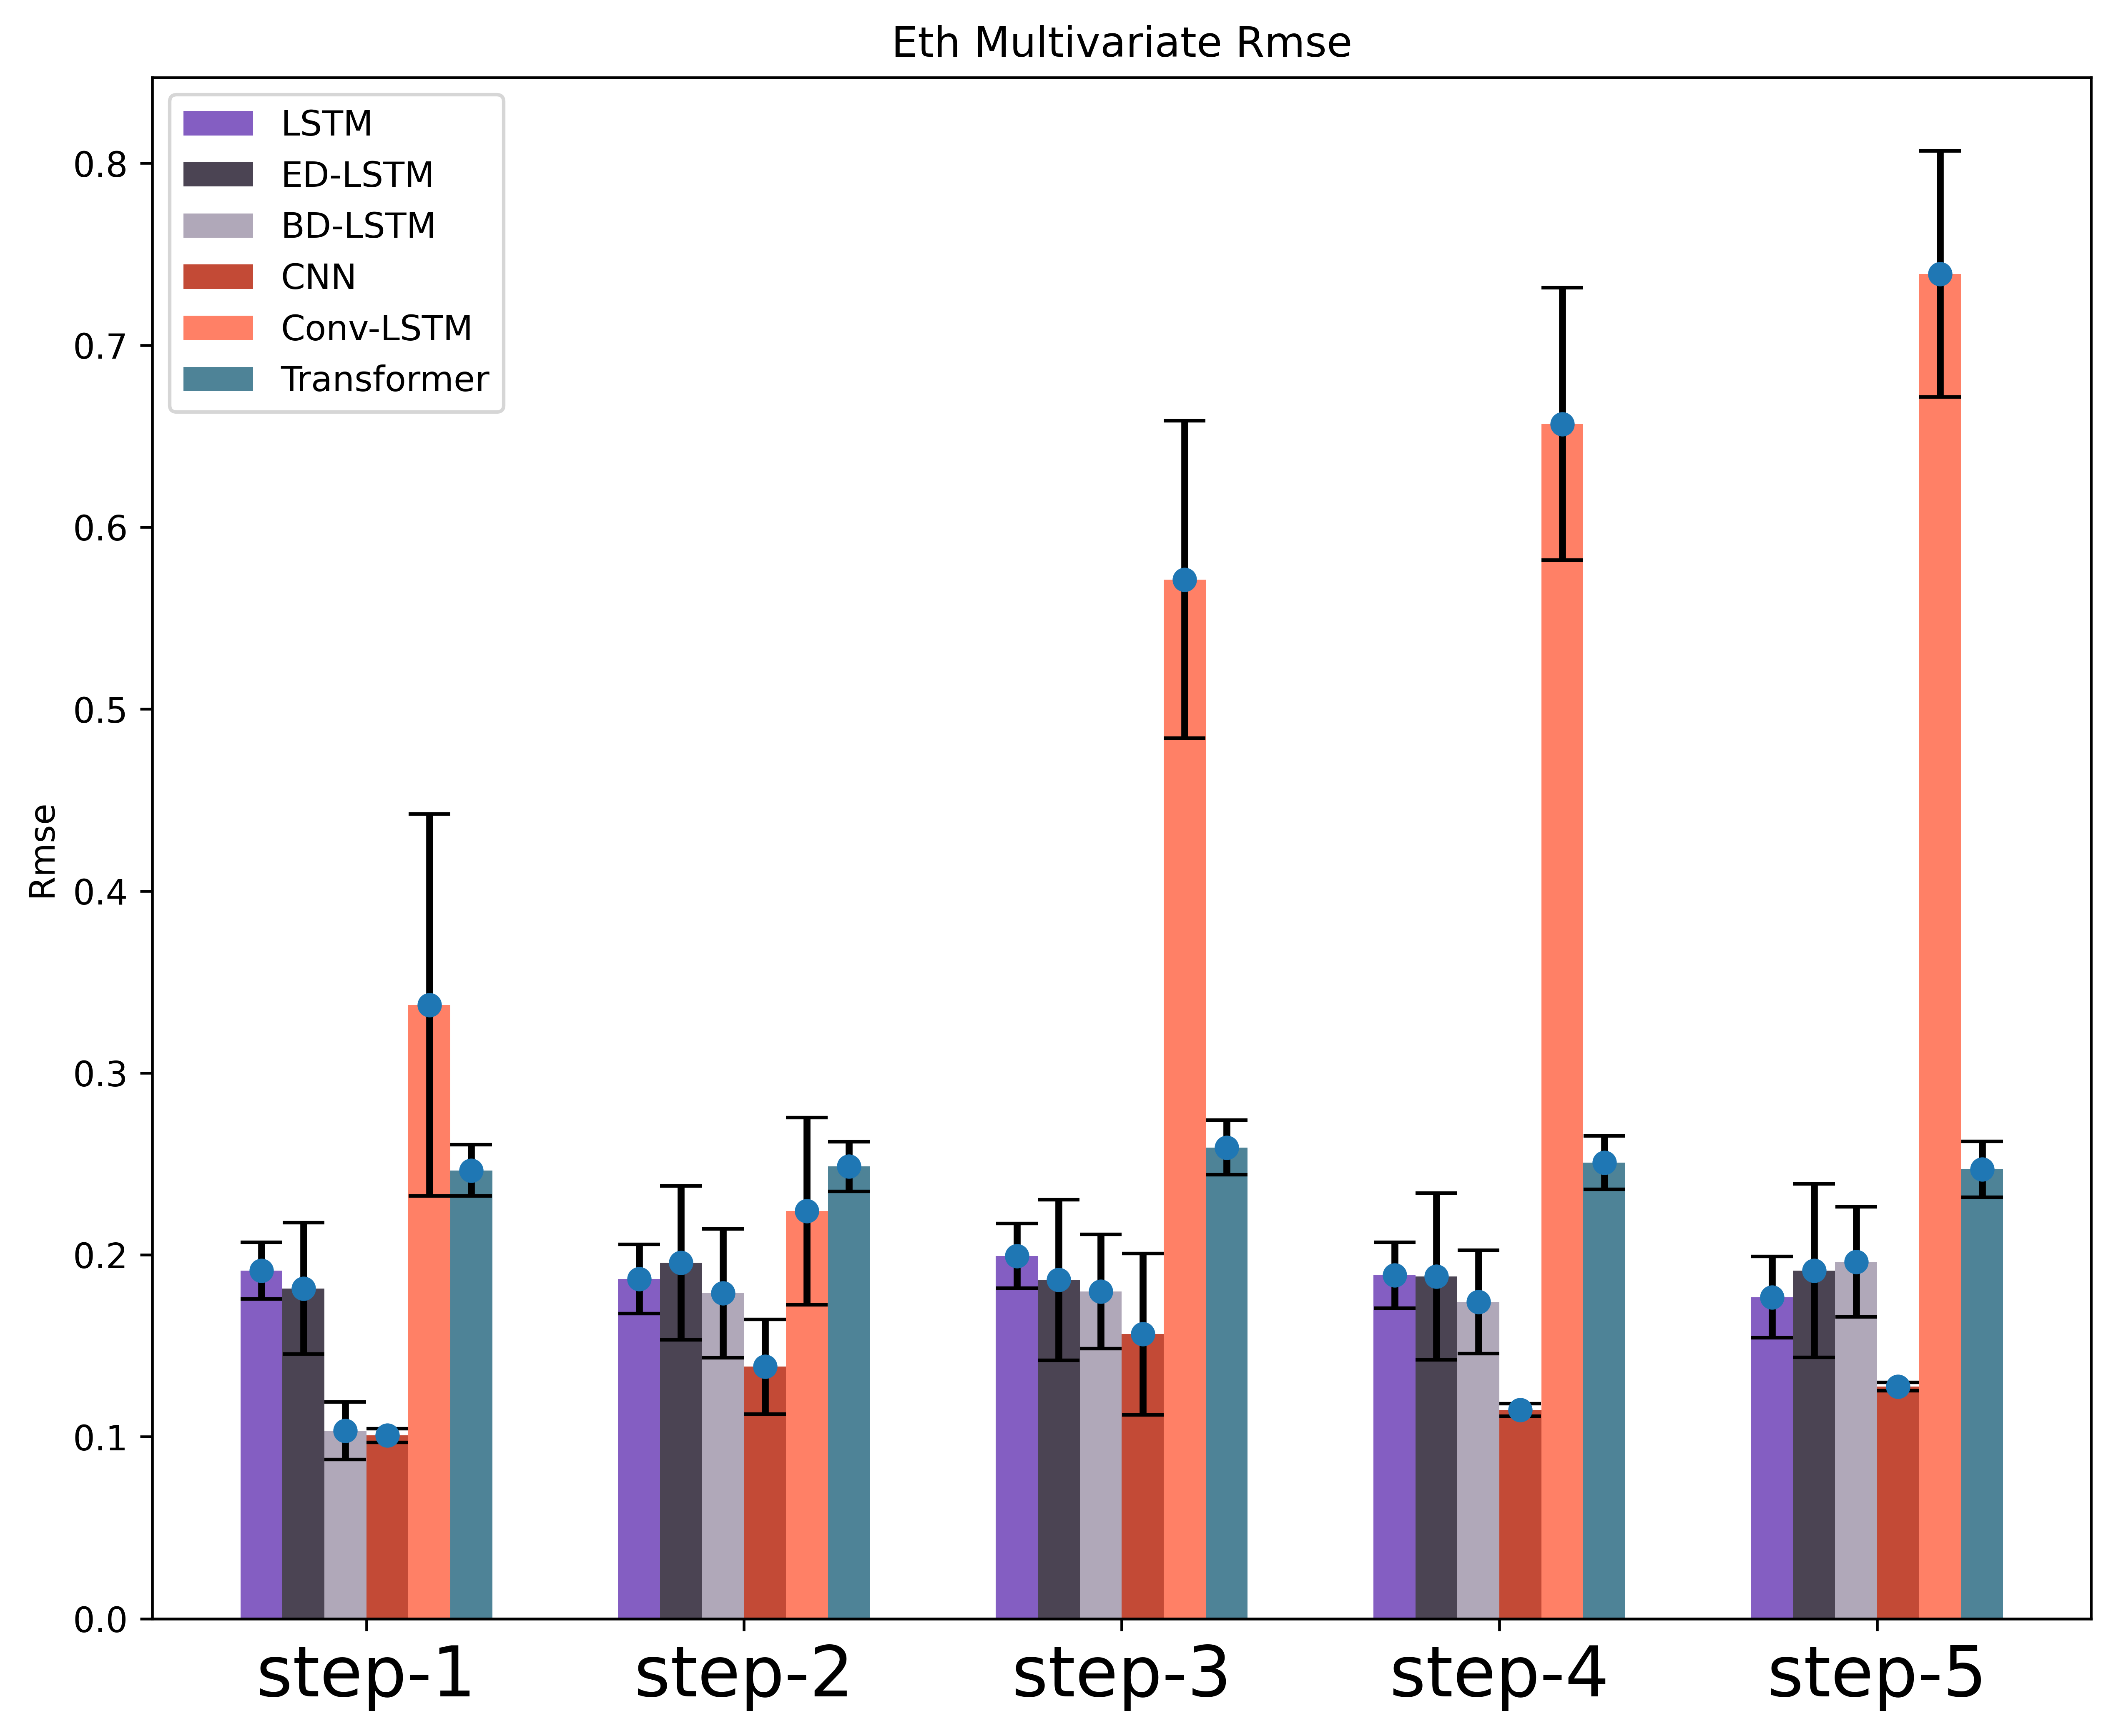 Eth Multivariate Rmse
LSTM
ED-LSTM
BD-LSTM
CNN
Conv-LSTM
Transformer
0.8
0.7
0.6
0.5
0.4
0.3
0.2
0.1
0.0
Rmse
step-1 step-2 step-3 step-4 step-5